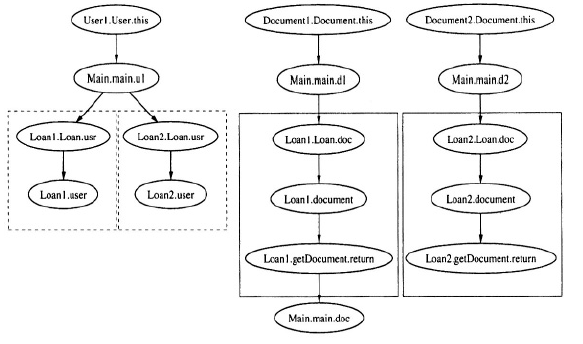 User1.User.this
Document1.Document.this
Document2.Document.this
Main.main.u1
Main.main.d1
Main.main.d2
Loan1.Loan.usr
Loan2.Loan.usr
Loan1.Loan.doc
Loan2.Loan.doc
Loan1.user
Loan2.user
Loan1.document
Loan2.document
Loan1.getDocument.return
Loan2.getDocument.return
Main.main.doc